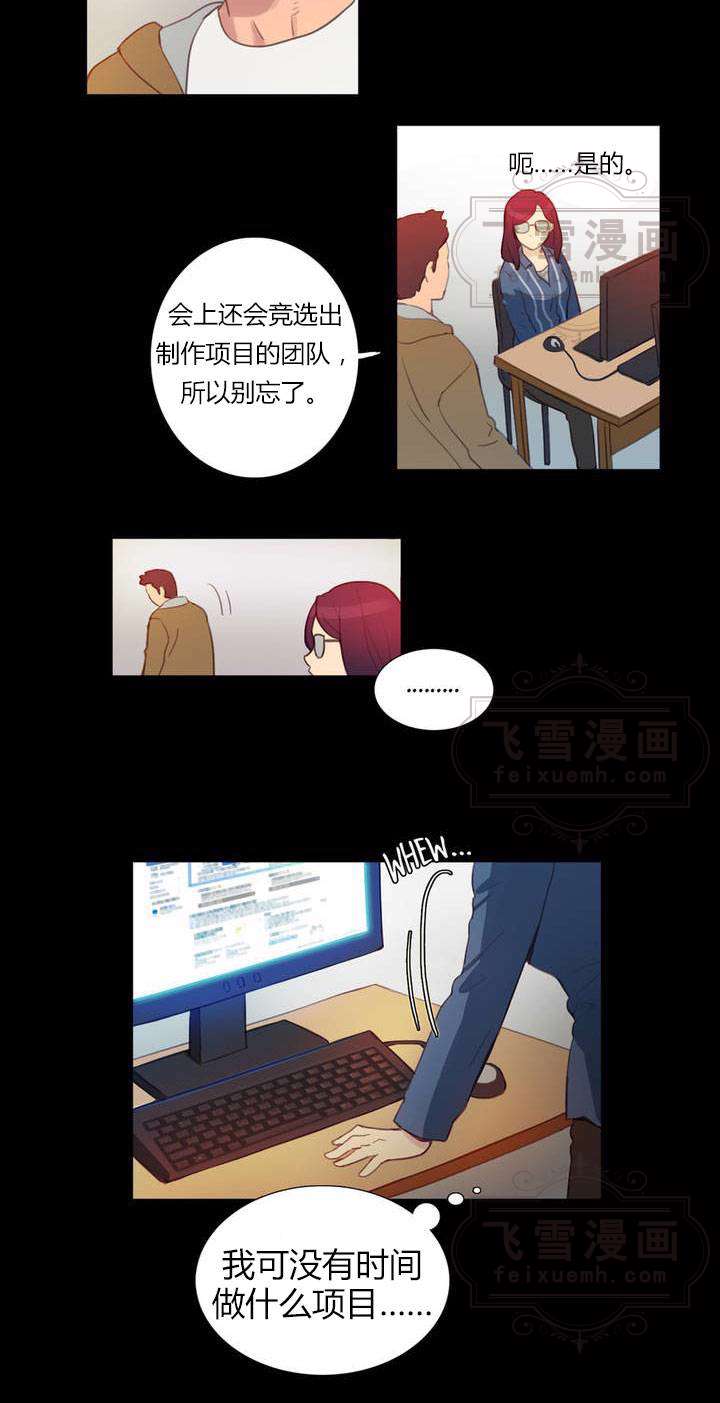 呃……是的。
飞雪漫画
feixuemh.com
会上还会竞选出
制作项目的团队，
所以别忘了。
………
飞雪漫画
feixuemh.com
WHEW...
我可没有时间
做什么项目……
飞雪漫画
feixuemh.com